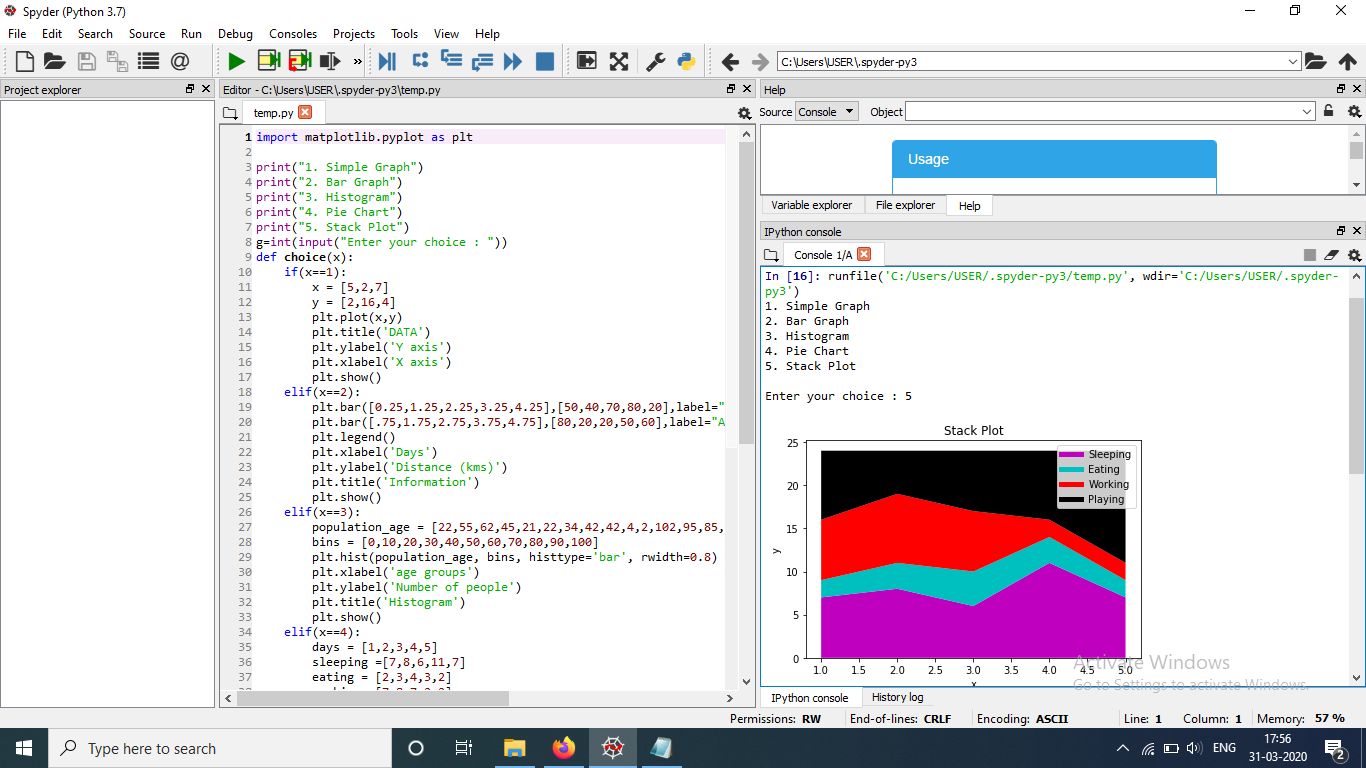 Spyder (Python 3.7)
File Edit Search Source Run Debug Consoles Projects Tools View Help
C:\Users\USER\.spyder-py3
Project explorer
Editor - C:\Users\USER\.spyder-py3\temp.py
temp.py
1 import matplotlib.pyplot as plt
2
3 print("1. Simple Graph")
4 print("2. Bar Graph")
5 print("3. Histogram")
6 print("4. Pie Chart")
7 print("5. Stack Plot")
8 g=int(input("Enter your choice : "))
9 def choice(x):
10 if(x==1):
11 x = [5,2,7]
12 y = [2,16,4]
13 plt.plot(x,y)
14 plt.title('DATA')
15 plt.ylabel('Y axis')
16 plt.xlabel('X axis')
17 plt.show()
18 elif(x==2):
19 plt.bar([0.25,1.25,2.25,3.25,4.25],[50,40,70,80,20],label="
20 plt.bar([.75,1.75,2.75,3.75,4.75],[80,20,20,50,60],label="A
21 plt.legend()
22 plt.xlabel('Days')
23 plt.ylabel('Distance (kms)')
24 plt.title('Information')
25 plt.show()
26 elif(x==3):
27 population_age = [22,55,62,45,21,22,34,42,42,4,2,102,95,85,
28 bins = [0,10,20,30,40,50,60,70,80,90,100]
29 plt.hist(population_age, bins, histtype='bar', rwidth=0.8)
30 plt.xlabel('age groups')
31 plt.ylabel('Number of people')
32 plt.title('Histogram')
33 plt.show()
34 elif(x==4):
35 days = [1,2,3,4,5]
36 sleeping =[7,8,6,11,7]
37 eating = [2,3,4,3,2]
Help
Source Console Object
Usage
Variable explorer File explorer Help
IPython console
Console 1/A
In [16]: runfile('C:/Users/USER/.spyder-py3/temp.py', wdir='C:/Users/USER/.spyder-
py3')
1. Simple Graph
2. Bar Graph
3. Histogram
4. Pie Chart
5. Stack Plot
Enter your choice : 5
Stack Plot
Sleeping
Eating
Working
Playing
25
20
15
10
5
0
y
1.0 1.5 2.0 2.5 3.0 3.5 4.0 4.5 5.0
x
Activate Windows
Go to Settings to activate Windows.
IPython console History log
Permissions: RW End-of-lines: CRLF Encoding: ASCII Line: 1 Column: 1 Memory: 57 %
Type here to search
ENG
17:56
31-03-2020
2